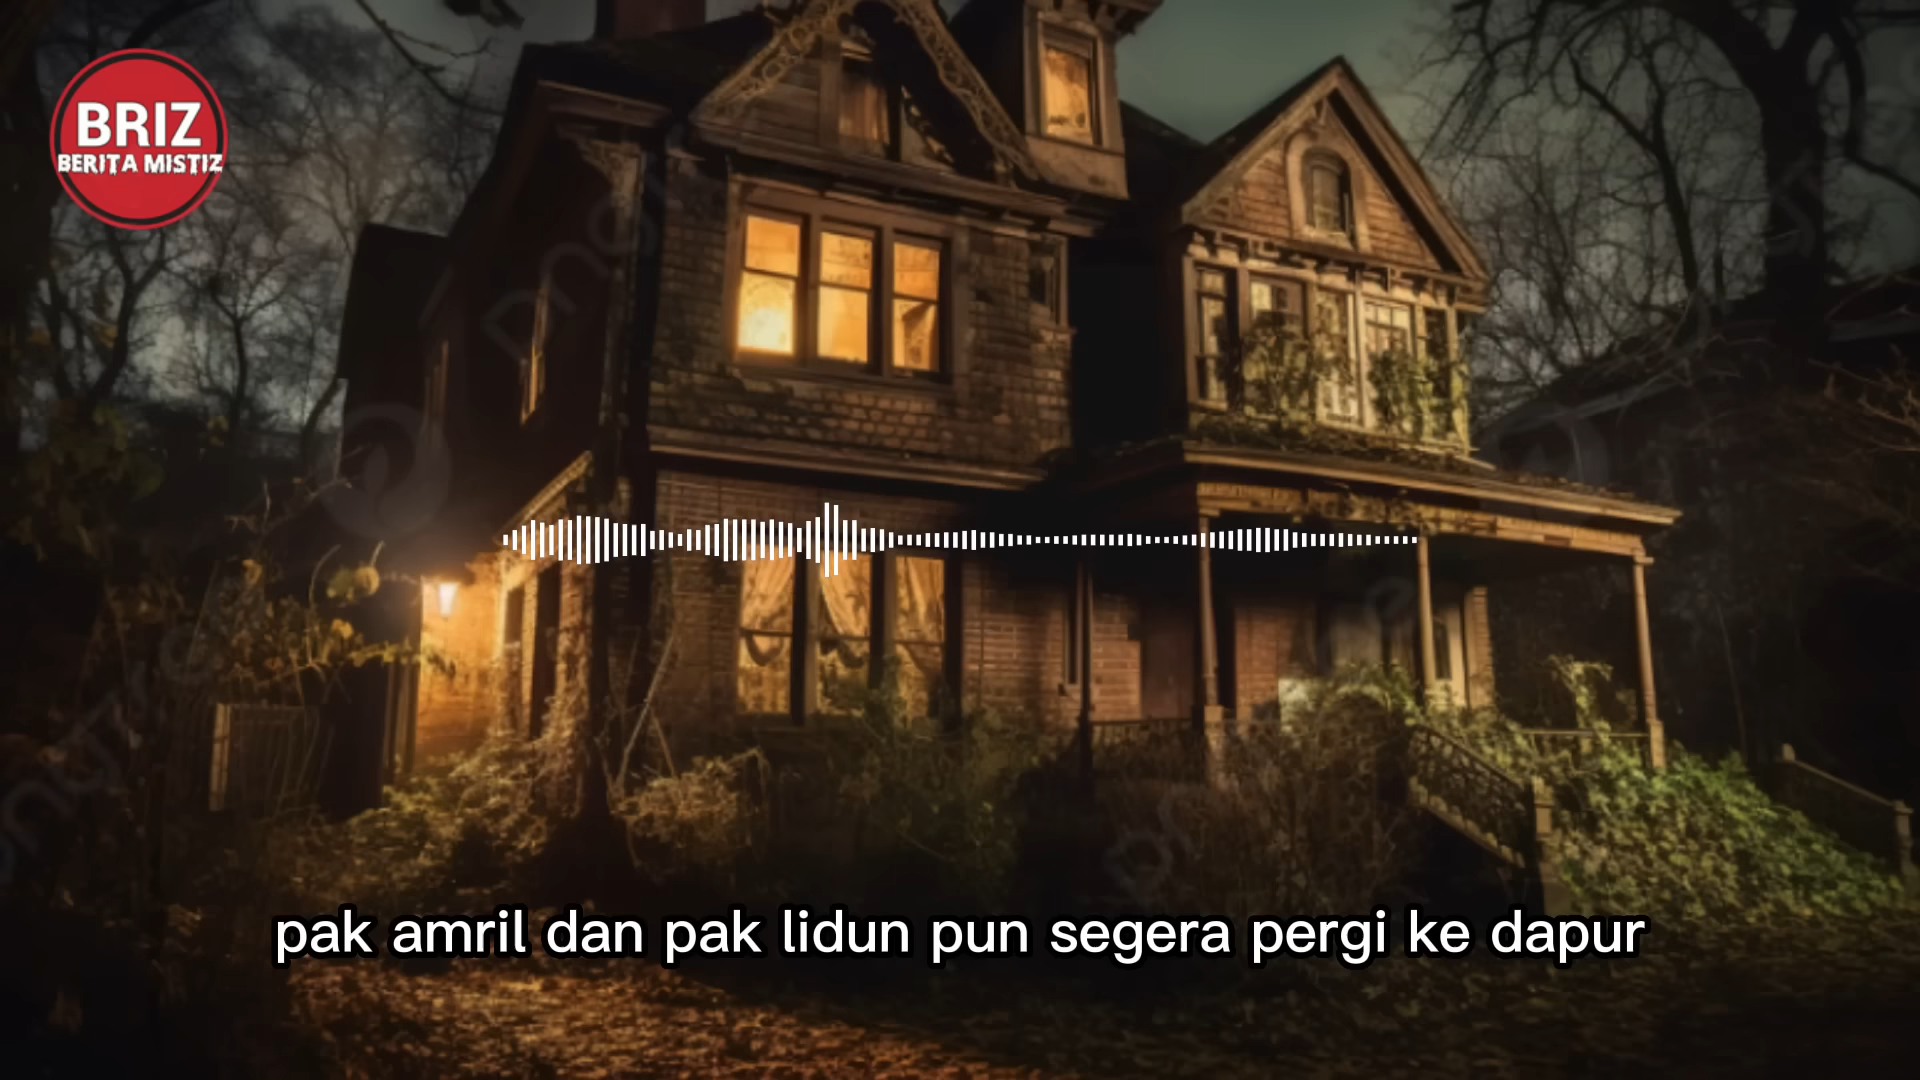 BRIZ
BERITA MISTIZ
pak amril dan pak lidun pun segera pergi ke dapur